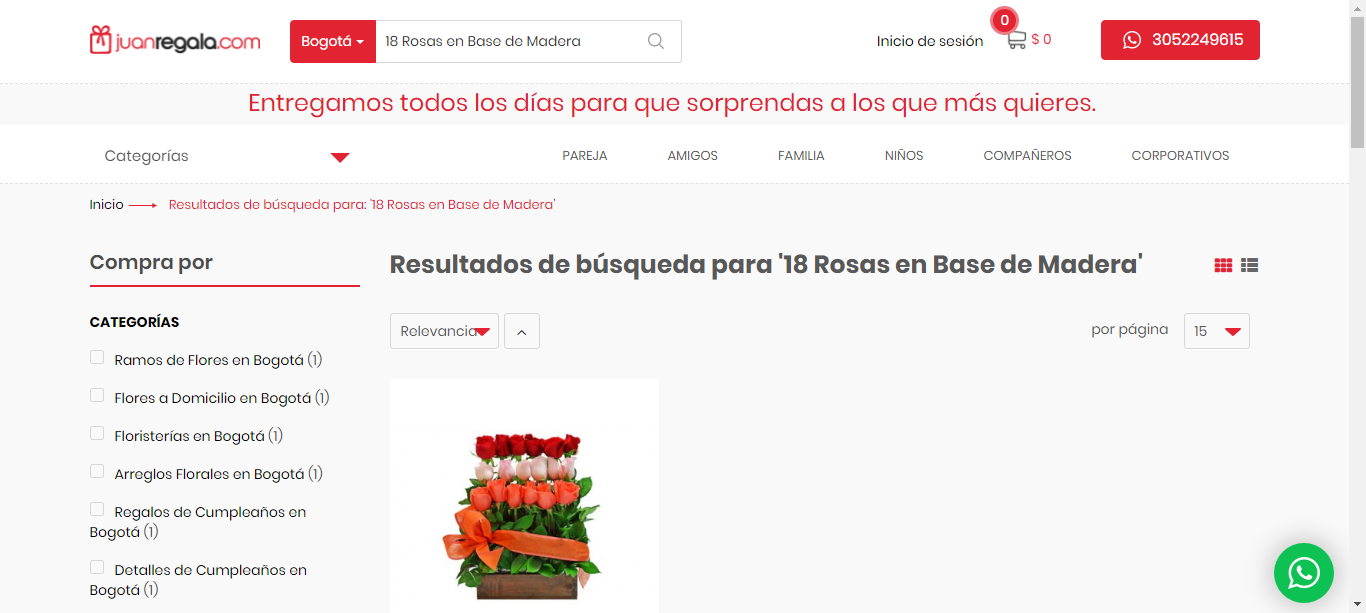 juanregala.com
Bogotá
18 Rosas en Base de Madera
Inicio de sesión
0
$ 0
3052249615
Entregamos todos los días para que sorprendas a los que más quieres.
Categorías
PAREJA
AMIGOS
FAMILIA
NIÑOS
COMPAÑEROS
CORPORATIVOS
Inicio
Resultados de búsqueda para: '18 Rosas en Base de Madera'
Compra por
Resultados de búsqueda para '18 Rosas en Base de Madera'
CATEGORÍAS
Relevancia
por página
15
Ramos de Flores en Bogotá (1)
Flores a Domicilio en Bogotá (1)
Floristerías en Bogotá (1)
Arreglos Florales en Bogotá (1)
Regalos de Cumpleaños en
Bogotá (1)
Detalles de Cumpleaños en
Bogotá (1)